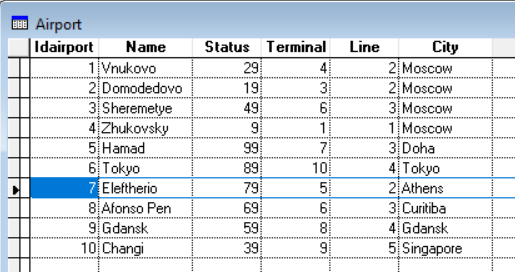 Airport
Idairport Name Status Terminal Line City
1 Vnukovo 29 4 2 Moscow
2 Domodedovo 19 3 2 Moscow
3 Sheremetye 49 6 3 Moscow
4 Zhukovsky 9 1 1 Moscow
5 Hamad 99 7 3 Doha
6 Tokyo 89 10 4 Tokyo
7 Eleftherio 79 5 2 Athens
8 Afonso Pen 69 6 3 Curitiba
9 Gdansk 59 8 4 Gdansk
10 Changi 39 9 5 Singapore